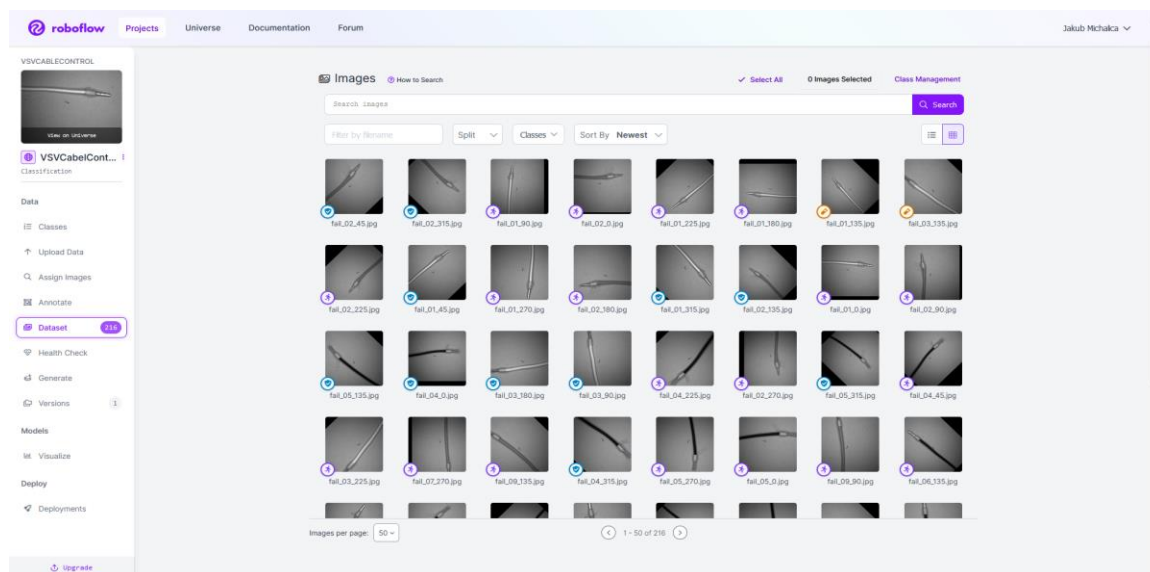 roboflow Projects Universe Documentation Forum Jakub Michalca
VSVCABLECONTROL
View on Universe
VSVCabelCont...
Classification
Data
Classes
Upload Data
Assign Images
Annotate
Dataset 216
Health Check
Generate
Versions 1
Models
Visualize
Deploy
Deployments
Upgrade
Images How to Search Select All 0 Images Selected Class Management
Search images Search
Filter by filename Split Classes Sort By Newest
fail_02_45.jpg fail_02_315.jpg fail_01_90.jpg fail_02_0.jpg fail_01_225.jpg fail_01_180.jpg fail_01_135.jpg fail_03_135.jpg
fail_02_225.jpg fail_01_45.jpg fail_01_270.jpg fail_02_180.jpg fail_01_315.jpg fail_02_135.jpg fail_01_0.jpg fail_02_90.jpg
fail_05_135.jpg fail_04_0.jpg fail_03_180.jpg fail_03_90.jpg fail_04_225.jpg fail_02_270.jpg fail_05_315.jpg fail_04_45.jpg
fail_03_225.jpg fail_07_270.jpg fail_09_135.jpg fail_04_315.jpg fail_05_270.jpg fail_05_0.jpg fail_09_90.jpg fail_06_135.jpg
Images per page: 50 1 - 50 of 216